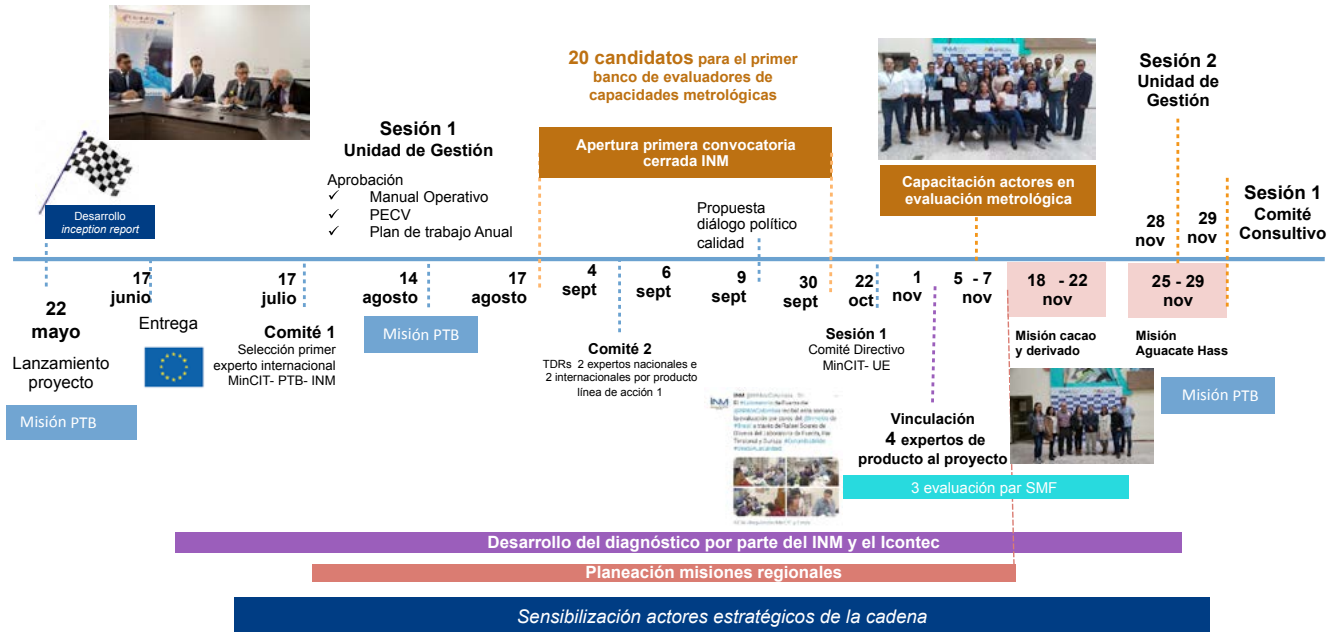 20 candidatos para el primer
banco de evaluadores de
capacidades metrológicas
Sesión 2
Unidad de
Gestión
Sesión 1
Unidad de Gestión
Apertura primera convocatoria
cerrada INM
Aprobación
✓ Manual Operativo
✓ PECV
✓ Plan de trabajo Anual
Capacitación actores en
evaluación metrológica
Sesión 1
Comité
Consultivo
Desarrollo
inception report
Propuesta
diálogo político
calidad
28
nov
29
nov
22
mayo
17
junio
17
julio
14
agosto
17
agosto
4
sept
6
sept
9
sept
30
sept
22
oct
1
nov
5 - 7
nov
18 - 22
nov
25 - 29
nov
Lanzamiento
proyecto
Misión PTB
Entrega
Comité 1
Selección primer
experto internacional
MinCIT- PTB- INM
Misión PTB
Comité 2
TDRs 2 expertos nacionales e
2 internacionales por producto
línea de acción 1
Sesión 1
Comité Directivo
MinCIT- UE
Misión cacao
y derivado
Misión
Aguacate Hass
Misión PTB
Vinculación
4 expertos de
producto al proyecto
3 evaluación par SMF
Desarrollo del diagnóstico por parte del INM y el Icontec
Planeación misiones regionales
Sensibilización actores estratégicos de la cadena